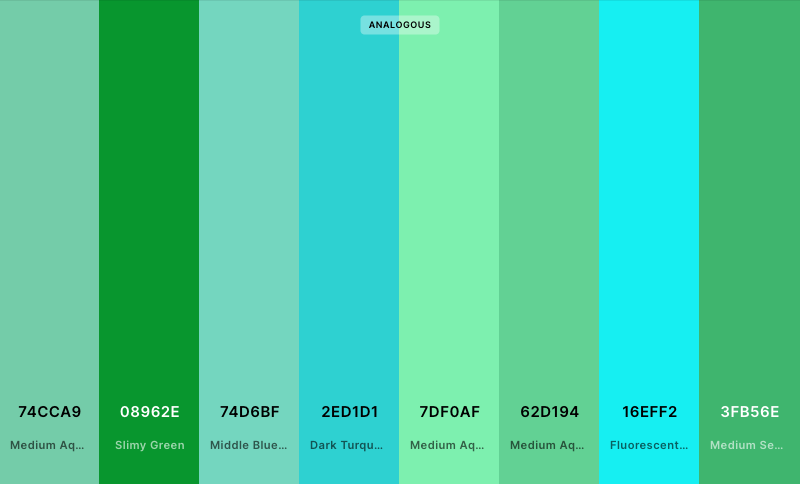 ANALOGOUS
74CCA9 08962E 74D6BF 2ED1D1 7DF0AF 62D194 16EFF2 3FB56E
Medium Aq... Slimy Green Middle Blue... Dark Turqu... Medium Aq... Medium Aq... Fluorescent... Medium Se...